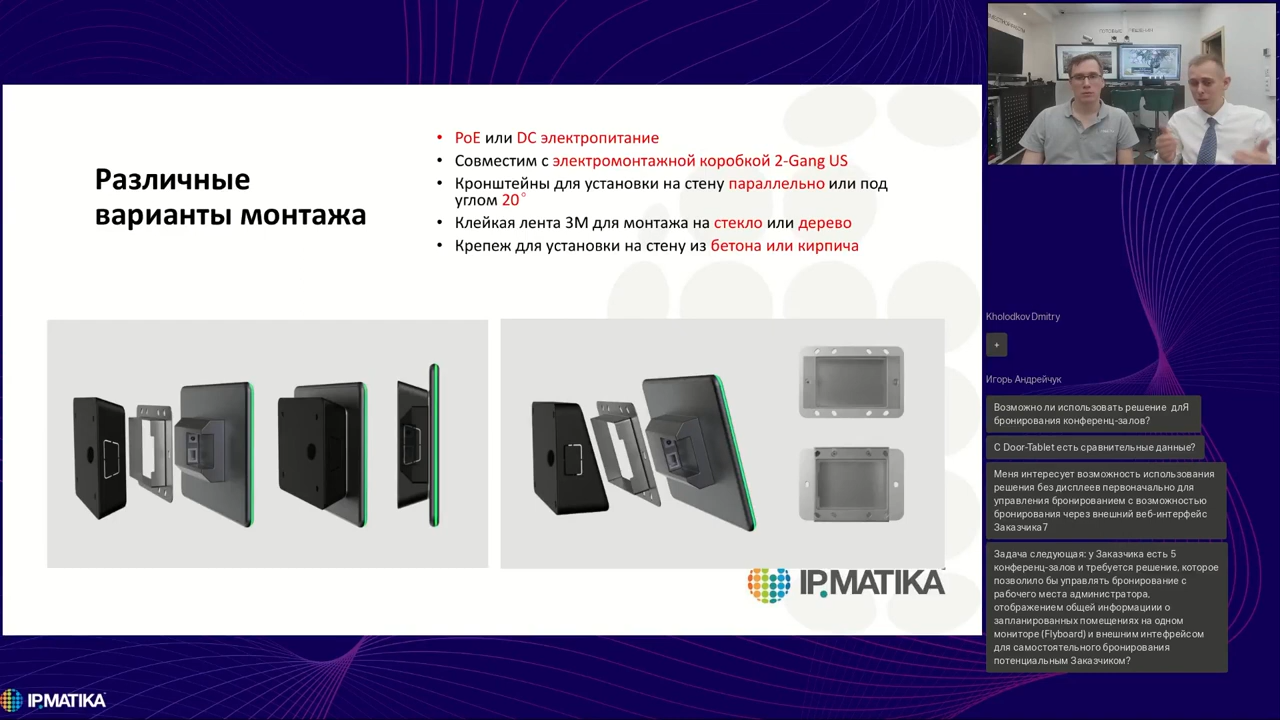 Различные
варианты монтажа
• PoE или DC электропитание
• Совместим с электромонтажной коробкой 2-Gang US
• Кронштейны для установки на стену параллельно или под
углом 20°
• Клейкая лента 3М для монтажа на стекло или дерево
• Крепеж для установки на стену из бетона или кирпича
IP.MATIKA
IP.MATIKA
Kholodkov Dmitry
+
Игорь Андрейчук
Возможно ли использовать решение длЯ
бронирования конференц-залов?
С Door-Tablet есть сравнительные данные?
Меня интересует возможность использования
решения без дисплеев первоначально для
управления бронированием с возможностью
бронирования через внешний веб-интерфейс
Заказчика7
Задача следующая: у Заказчика есть 5
конференц-залов и требуется решение, которое
позволило бы управлять бронирование с
рабочего места администратора,
отображением общей информациии о
запланированных помещениях на одном
мониторе (Flyboard) и внешним интефрейсом
для самостоятельного бронирования
потенциальным Заказчиком?